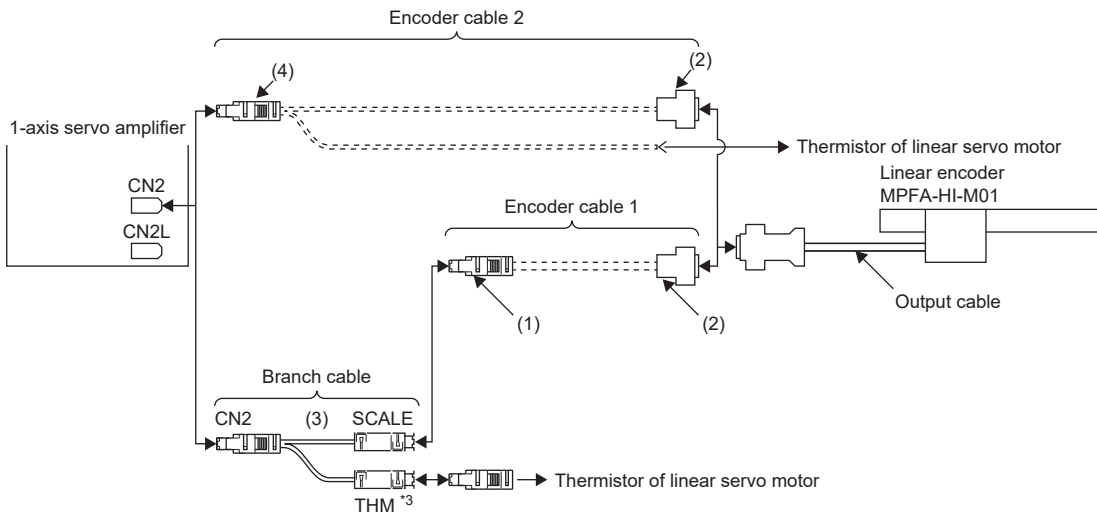 Encoder cable 2
(4)
(2)
1-axis servo amplifier
Thermistor of linear servo motor
Linear encoder
MPFA-HI-M01
CN2
CN2L
Encoder cable 1
Output cable
(1)
(2)
Branch cable
CN2
(3)
SCALE
Thermistor of linear servo motor
THM *3